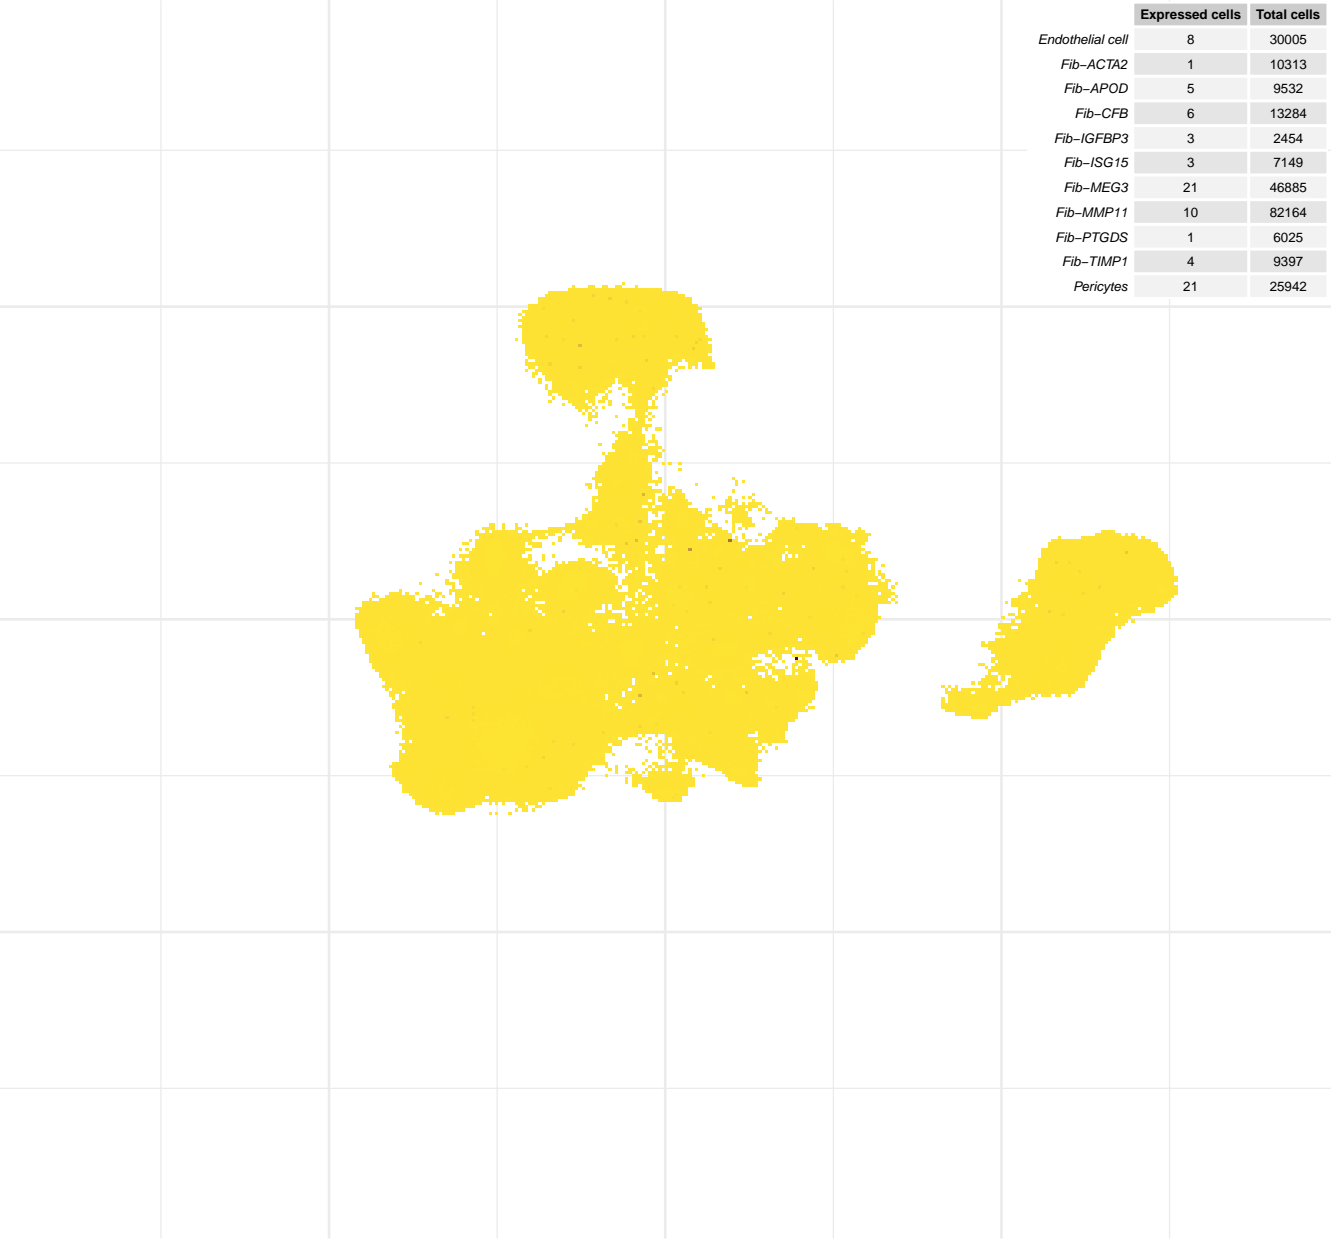 Expressed cells Total cells
Endothelial cell 8 30005
Fib−ACTA2 1 10313
Fib−APOD 5 9532
Fib−CFB 6 13284
Fib−IGFBP3 3 2454
Fib−ISG15 3 7149
Fib−MEG3 21 46885
Fib−MMP11 10 82164
Fib−PTGDS 1 6025
Fib−TIMP1 4 9397
Pericytes 21 25942